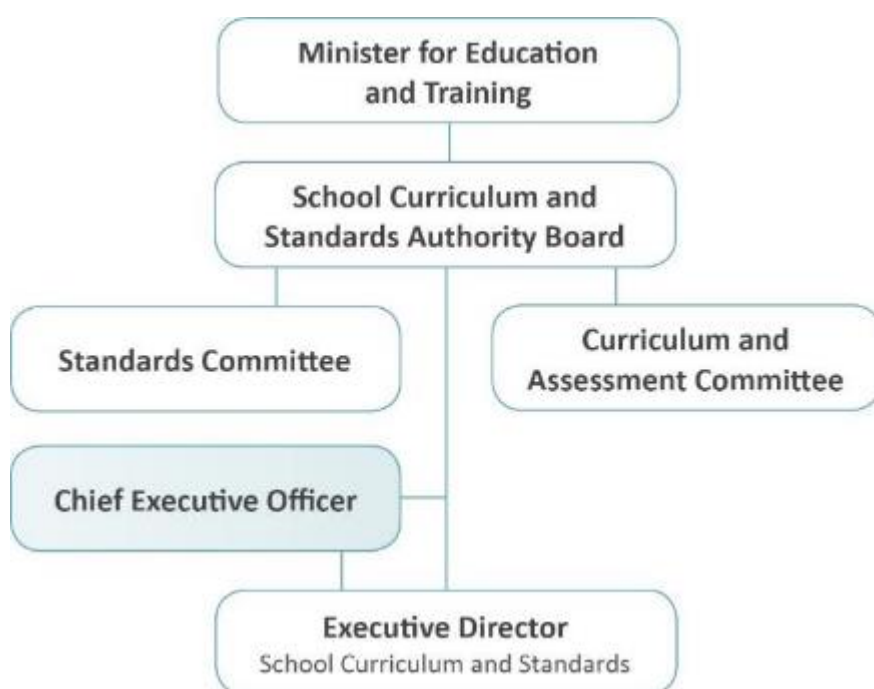 Minister for Education
and Training
School Curriculum and
Standards Authority Board
Standards Committee
Curriculum and
Assessment Committee
Chief Executive Officer
Executive Director
School Curriculum and Standards